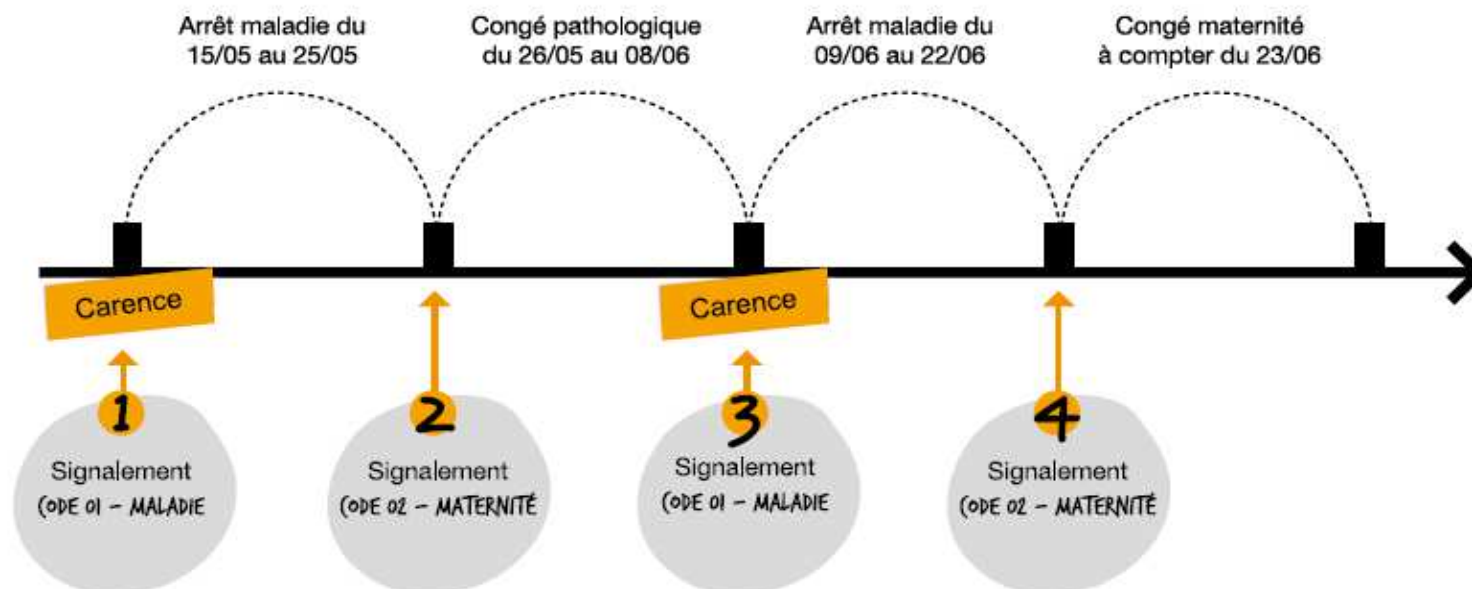 Arrêt maladie du
15/05 au 25/05
Congé pathologique
du 26/05 au 08/06
Arrêt maladie du
09/06 au 22/06
Congé maternité
à compter du 23/06
Carence
Carence
1
Signalement
CODE 01 – MALADIE
2
Signalement
CODE 02 – MATERNITÉ
3
Signalement
CODE 01 – MALADIE
4
Signalement
CODE 02 – MATERNITÉ